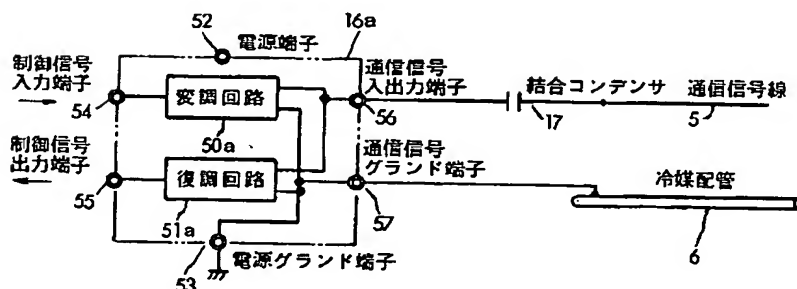 52
電源端子
16a
制御信号
入力端子
54
変調回路
50a
通信信号
入出力端子
56
結合コンデンサ
17
通信信号線
5
制御信号
出力端子
55
復調回路
51a
通信信号
グランド端子
57
冷媒配管
6
53
電源グランド端子